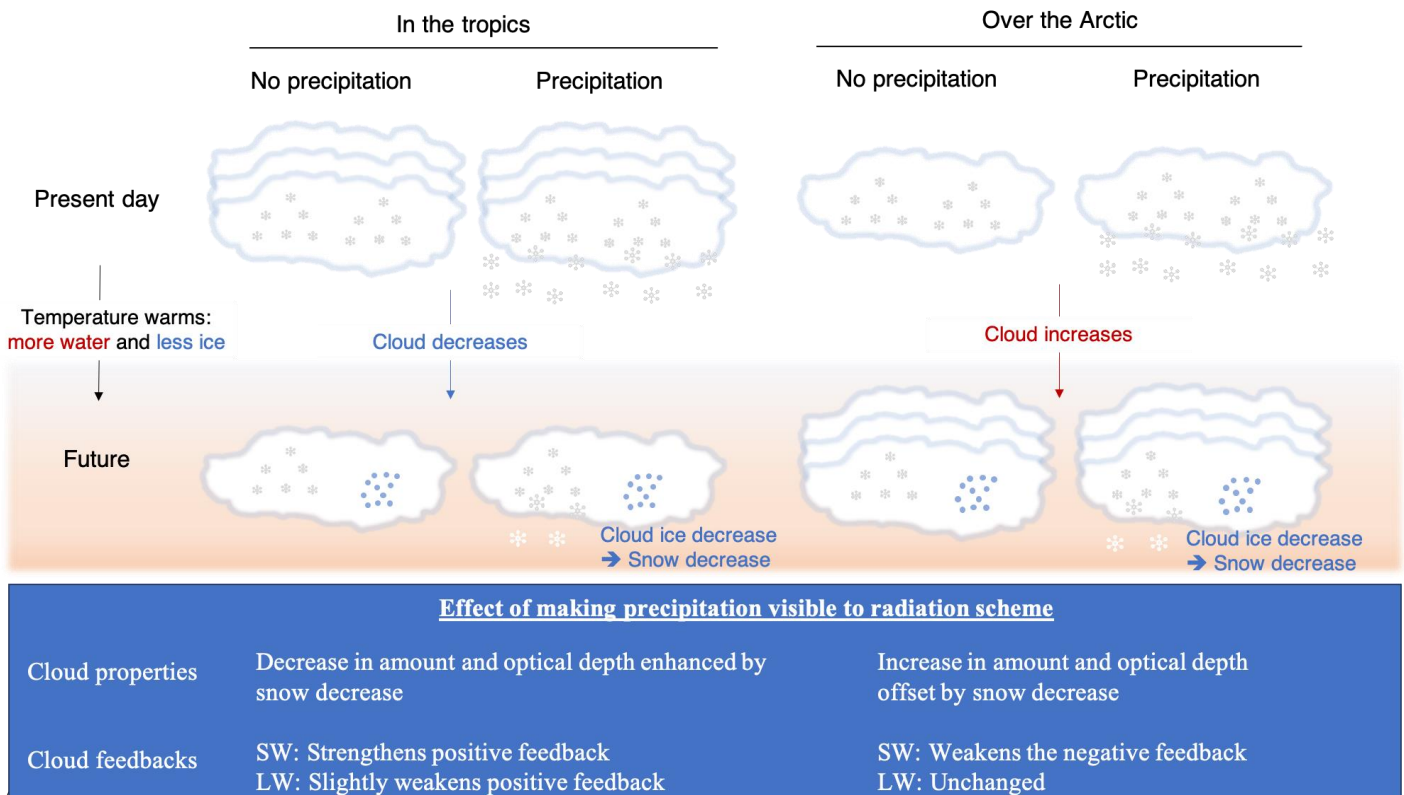 In the tropics
Over the Arctic
No precipitation
Precipitation
No precipitation
Precipitation
Present day
Temperature warms:
more water and less ice
Cloud decreases
Cloud increases
Future
Cloud ice decrease
➔ Snow decrease
Cloud ice decrease
➔ Snow decrease
Effect of making precipitation visible to radiation scheme
Cloud properties
Decrease in amount and optical depth enhanced by
snow decrease
Increase in amount and optical depth
offset by snow decrease
Cloud feedbacks
SW: Strengthens positive feedback
LW: Slightly weakens positive feedback
SW: Weakens the negative feedback
LW: Unchanged